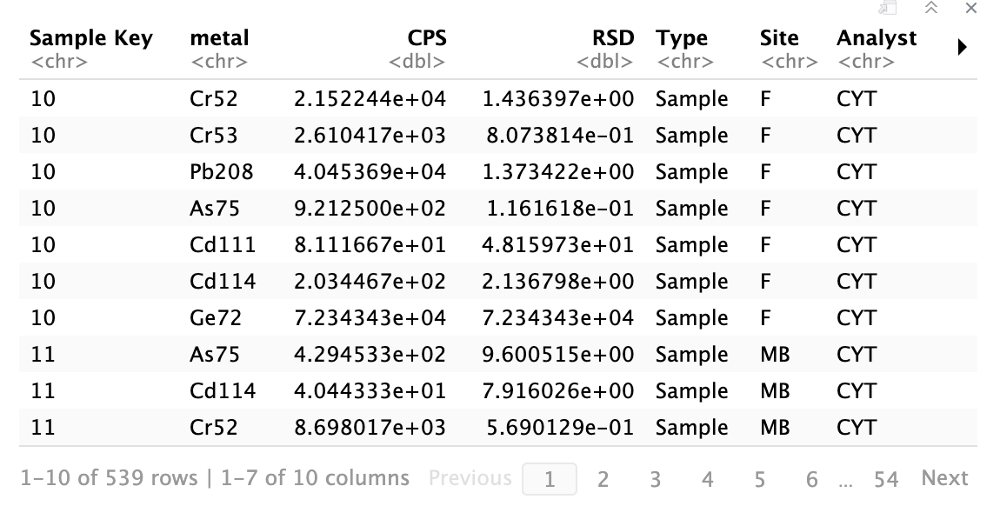 Sample Key metal CPS RSD Type Site Analyst
<chr> <chr> <dbl> <dbl> <chr> <chr> <chr>
10 Cr52 2.152244e+04 1.436397e+00 Sample F CYT
10 Cr53 2.610417e+03 8.073814e-01 Sample F CYT
10 Pb208 4.045369e+04 1.373422e+00 Sample F CYT
10 As75 9.212500e+02 1.161618e-01 Sample F CYT
10 Cd111 8.111667e+01 4.815973e+01 Sample F CYT
10 Cd114 2.034467e+02 2.136798e+00 Sample F CYT
10 Ge72 7.234343e+04 7.234343e+04 Sample F CYT
11 As75 4.294533e+02 9.600515e+00 Sample MB CYT
11 Cd114 4.044333e+01 7.916026e+00 Sample MB CYT
11 Cr52 8.698017e+03 5.690129e-01 Sample MB CYT
1-10 of 539 rows | 1-7 of 10 columns Previous 1 2 3 4 5 6 ... 54 Next